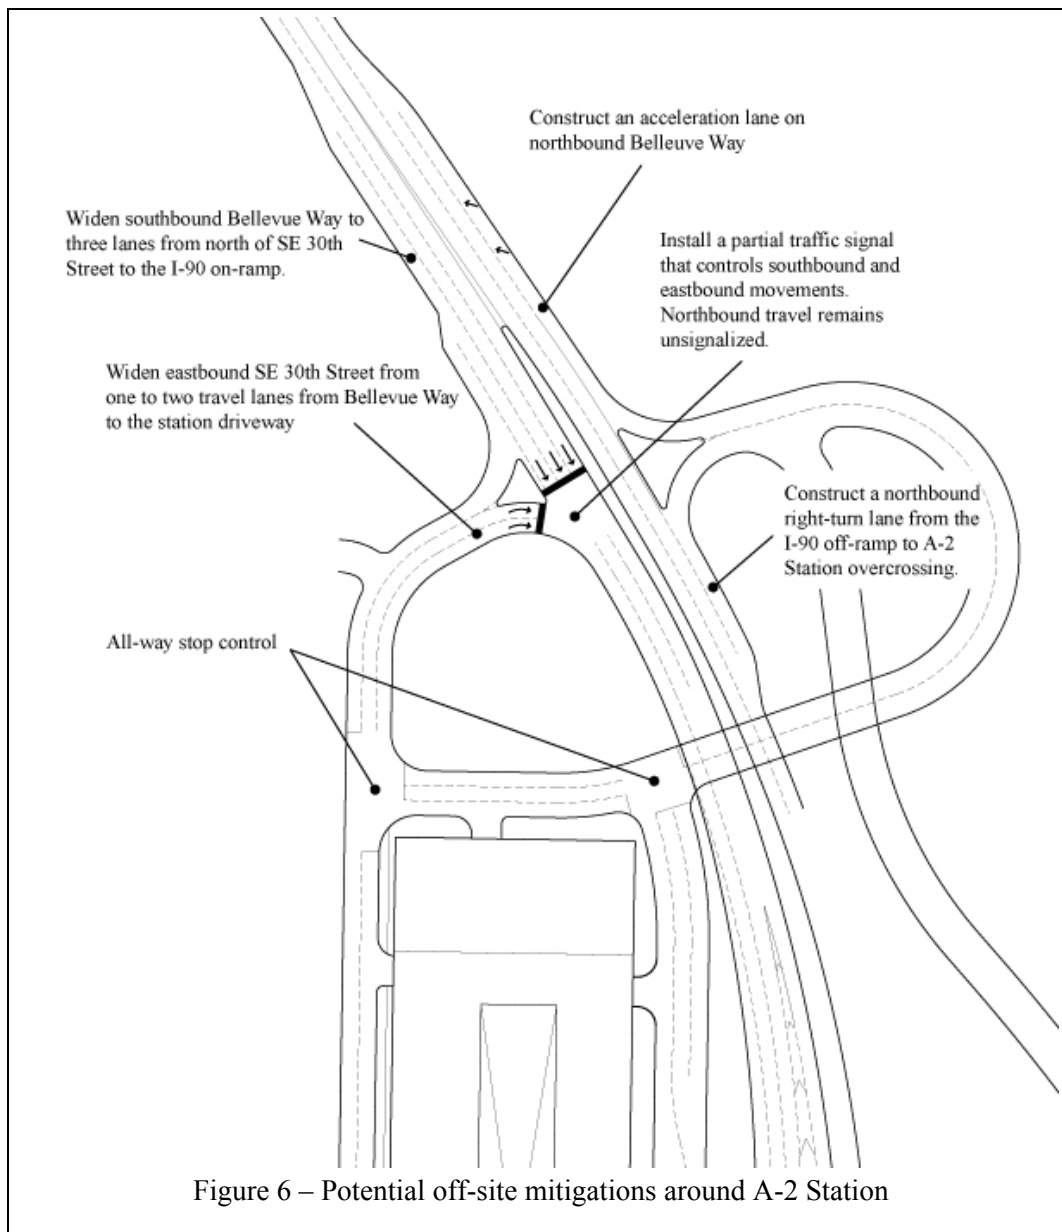 Construct an acceleration lane on
northbound Belleuve Way
Widen southbound Bellevue Way to
three lanes from north of SE 30th
Street to the I-90 on-ramp.
Install a partial traffic signal
that controls southbound and
eastbound movements.
Northbound travel remains
unsignalized.
Widen eastbound SE 30th Street from
one to two travel lanes from Bellevue Way
to the station driveway
Construct a northbound
right-turn lane from the
I-90 off-ramp to A-2
Station overcrossing.
All-way stop control
Figure 6 – Potential off-site mitigations around A-2 Station